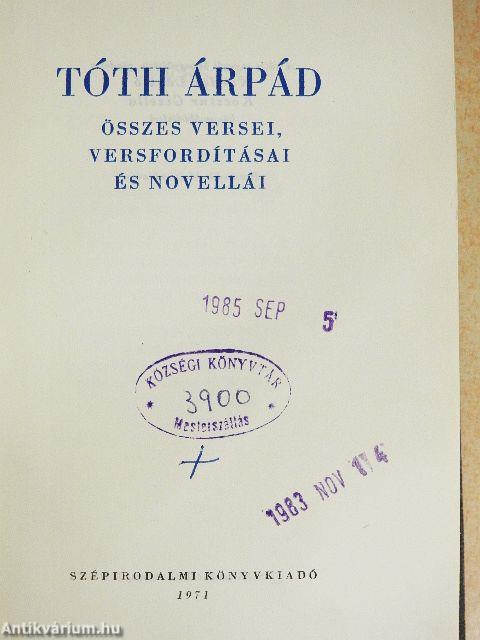 TÓTH ÁRPÁD
ÖSSZES VERSEI,
VERSFORDÍTÁSAI
ÉS NOVELLÁI
1985 SEP 5
KÖZSÉGI KÖNYVTÁR
3900
Mesterszállás
1983 NOV 4
SZÉPIRODALMI KÖNYVKIADÓ
1971
Antikvárium.hu